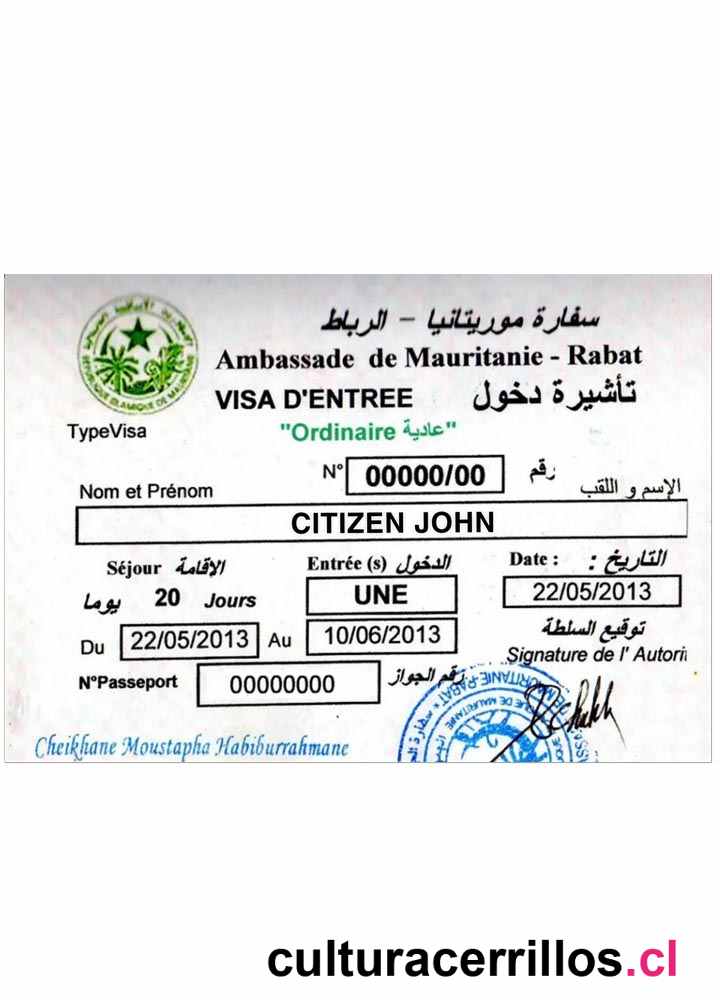 سفارة موريتانيا - الرباط
Ambassade de Mauritanie - Rabat
VISA D'ENTREE تأشيرة دخول
TypeVisa "Ordinaire عادية"
N° 00000/00 رقم
Nom et Prénom الإسم و اللقب
CITIZEN JOHN
Séjour الإقامة Entrée (s) الدخول Date : التاريخ :
يوما 20 Jours UNE 22/05/2013
Du 22/05/2013 Au 10/06/2013 توقيع السلطة
Signature de l' Autori
N°Passeport 00000000 رقم الجواز
Cheikhane Moustapha Habiburrahmane
culturacerrillos.cl